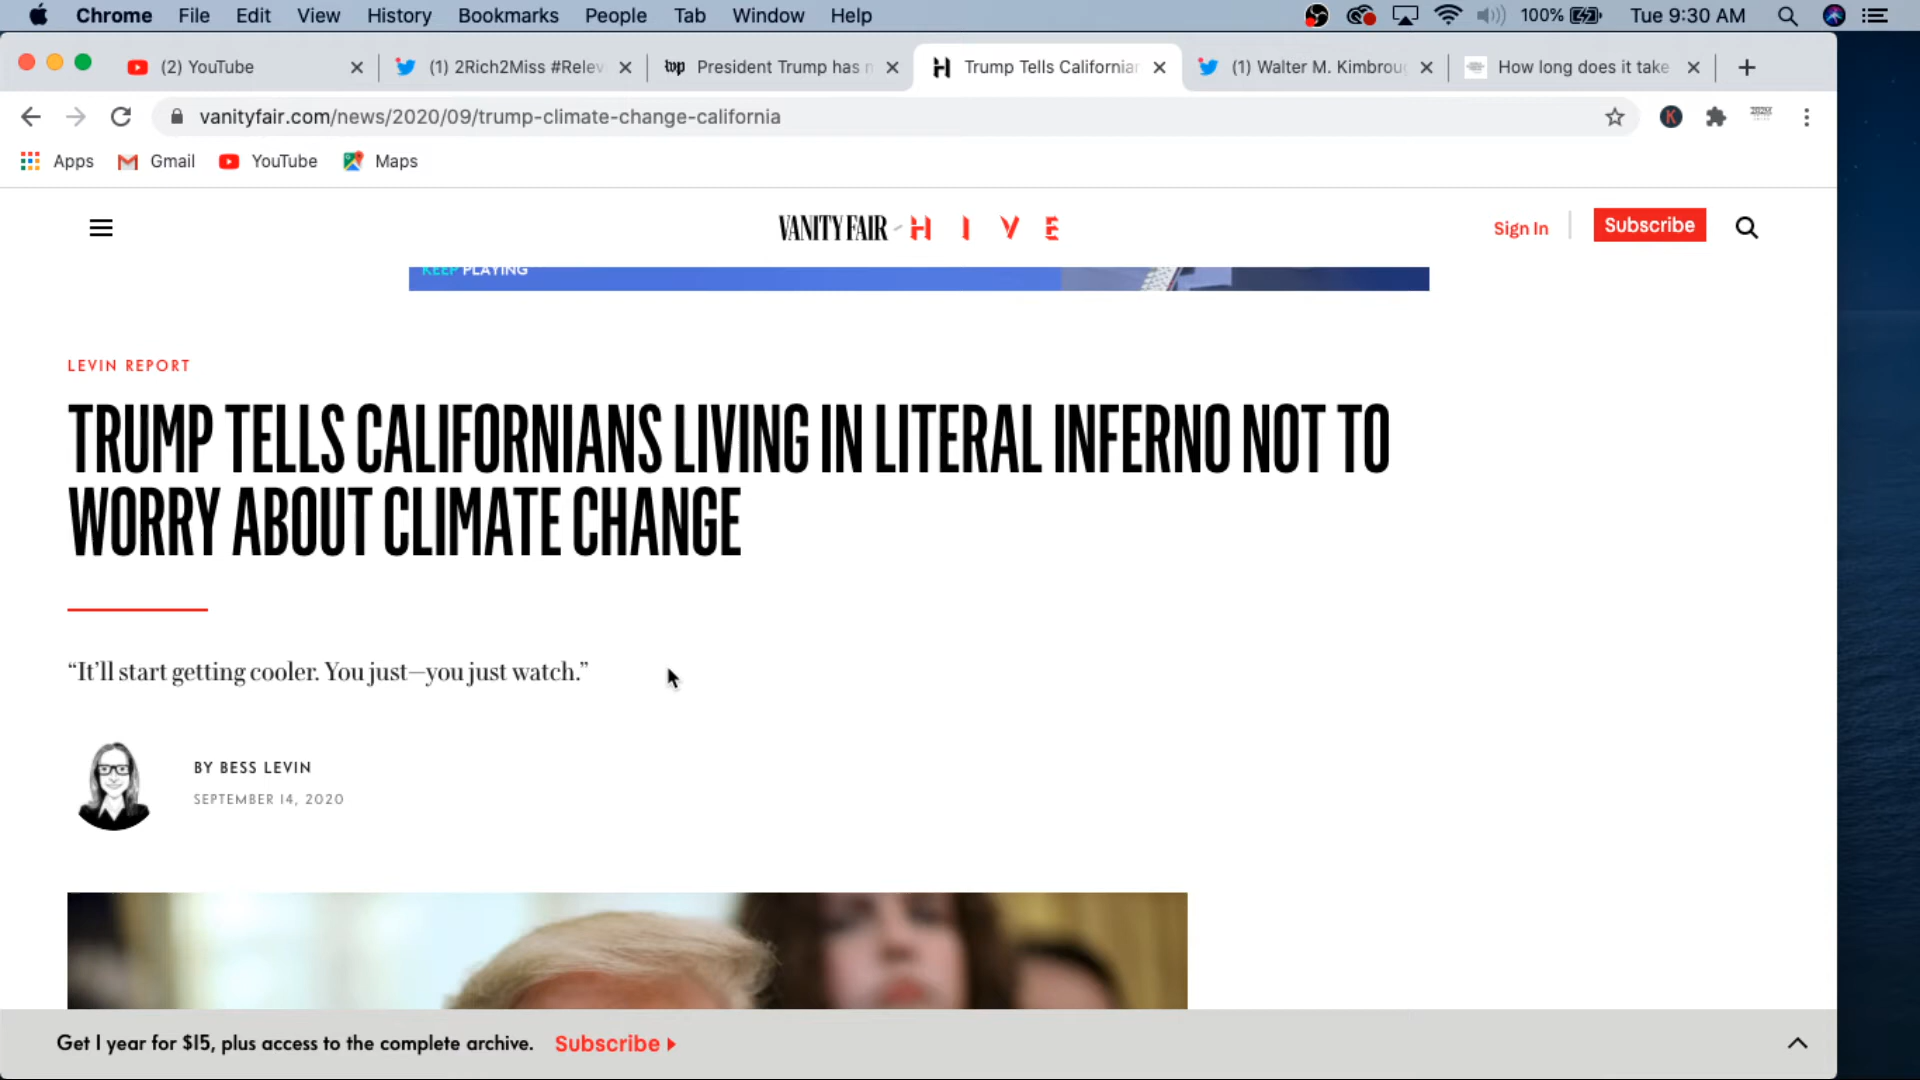 Chrome File Edit View History Bookmarks People Tab Window Help 100% Tue 9:30 AM
(2) YouTube (1) 2Rich2Miss #Relev wp President Trump has n Trump Tells Californian (1) Walter M. Kimbroug How long does it take
vanityfair.com/news/2020/09/trump-climate-change-california K
Apps Gmail YouTube Maps
VANITY FAIR HIVE Sign In Subscribe
KEEP PLAYING
LEVIN REPORT
TRUMP TELLS CALIFORNIANS LIVING IN LITERAL INFERNO NOT TO
WORRY ABOUT CLIMATE CHANGE
“It’ll start getting cooler. You just—you just watch.”
BY BESS LEVIN
SEPTEMBER 14, 2020
Get 1 year for $15, plus access to the complete archive. Subscribe